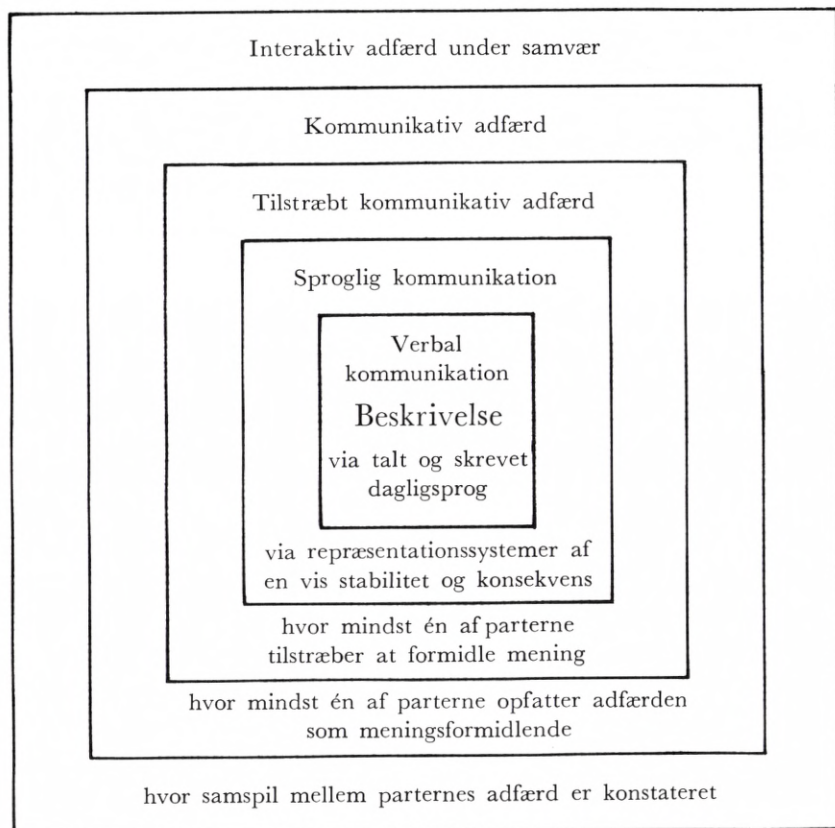 Interaktiv adfærd under samvær
Kommunikativ adfærd
Tilstræbt kommunikativ adfærd
Sproglig kommunikation
Verbal
kommunikation
Beskrivelse
via talt og skrevet
dagligsprog
via repræsentationssystemer af
en vis stabilitet og konsekvens
hvor mindst én af parterne
tilstræber at formidle mening
hvor mindst én af parterne opfatter adfærden
som meningsformidlende
hvor samspil mellem parternes adfærd er konstateret